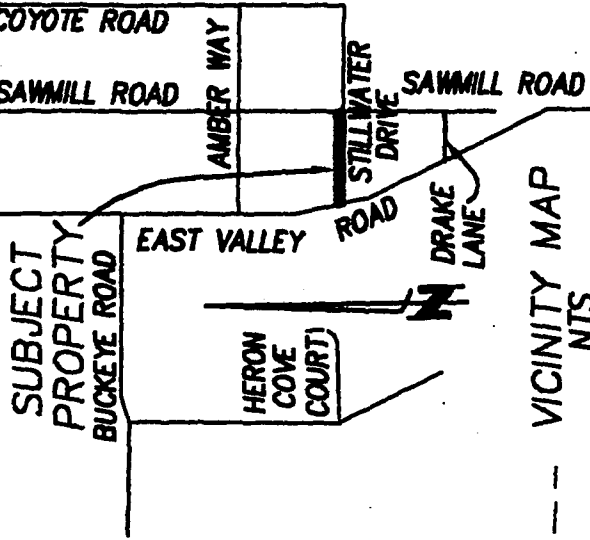 COYOTE ROAD
SAWMILL ROAD
AMBER WAY
STILLWATER
DRIVE
SAWMILL ROAD
EAST VALLEY
ROAD
DRAKE
LANE
SUBJECT
PROPERTY
BUCKEYE ROAD
N
HERON
COVE
COURT
VICINITY MAP
NTS